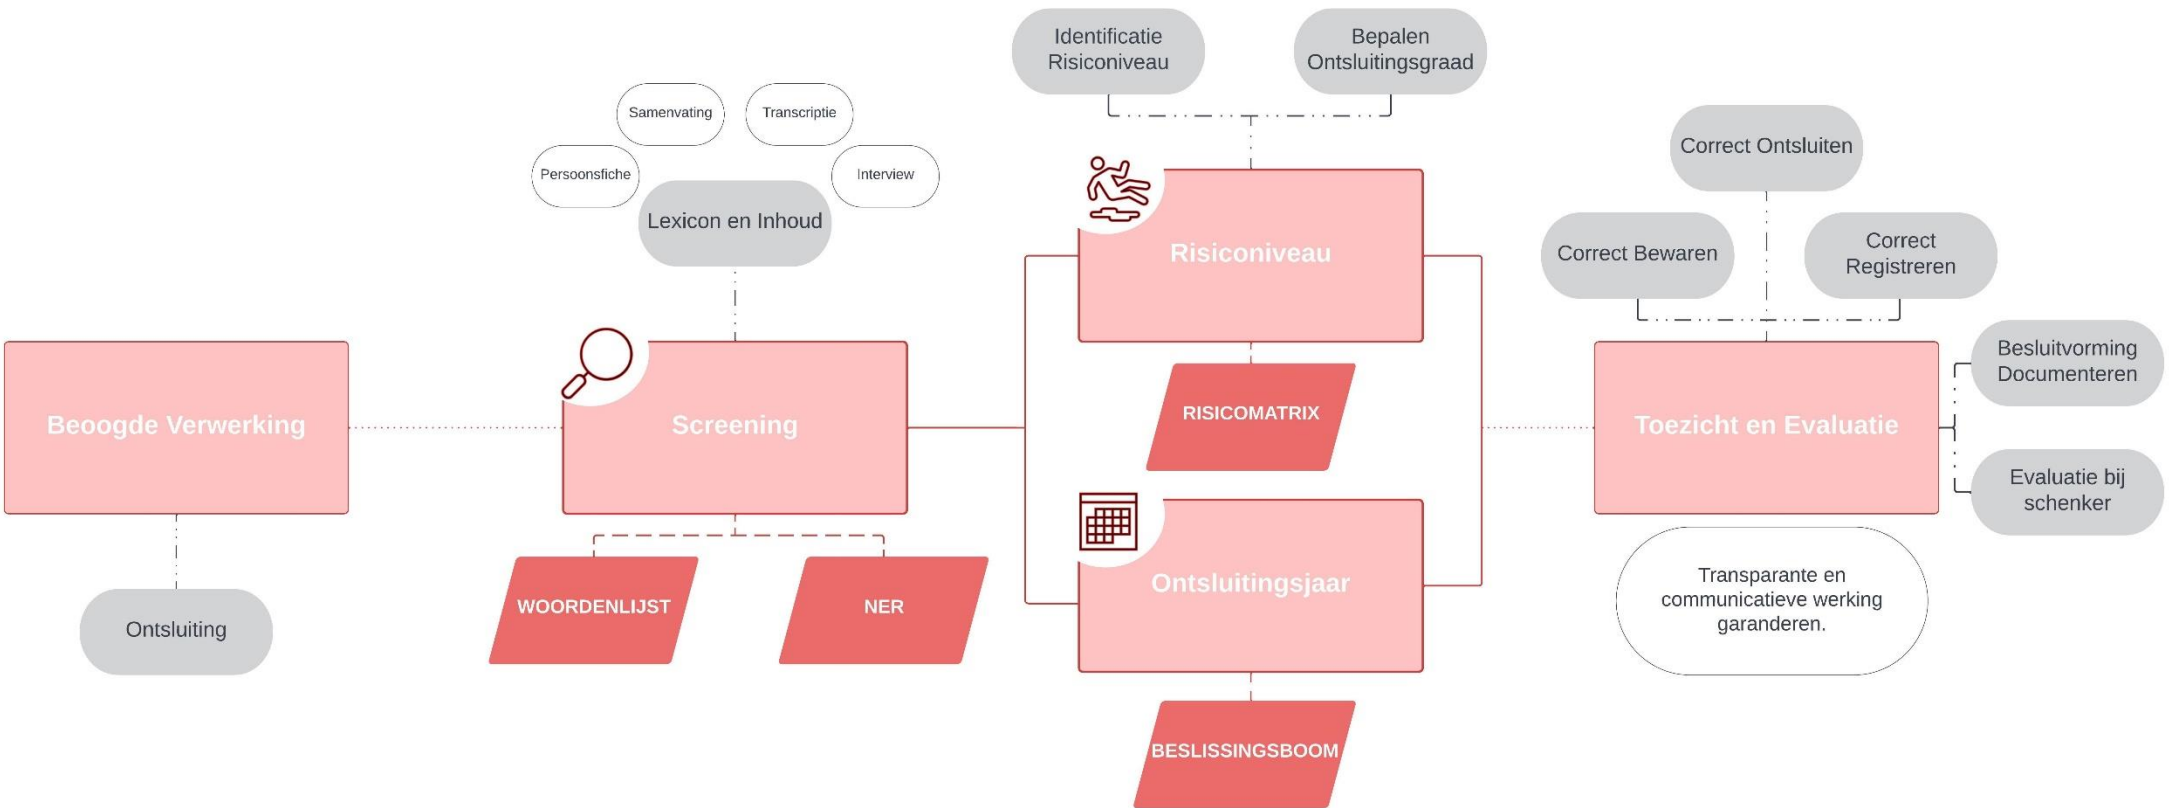 Identificatie
Risiconiveau
Bepalen
Ontsluitingsgraad
Samenvating
Transcriptie
Persoonsfiche
Interview
Lexicon en Inhoud
Correct Ontsluiten
Correct Bewaren
Correct
Registreren
Risiconiveau
Beoogde Verwerking
Screening
RISICOMATRIX
Toezicht en Evaluatie
Besluitvorming
Documenteren
Evaluatie bij
schenker
Ontsluiting
WOORDENLIJST
NER
Ontsluitingsjaar
Transparante en
communicatieve werking
garanderen.
BESLISSINGSBOOM